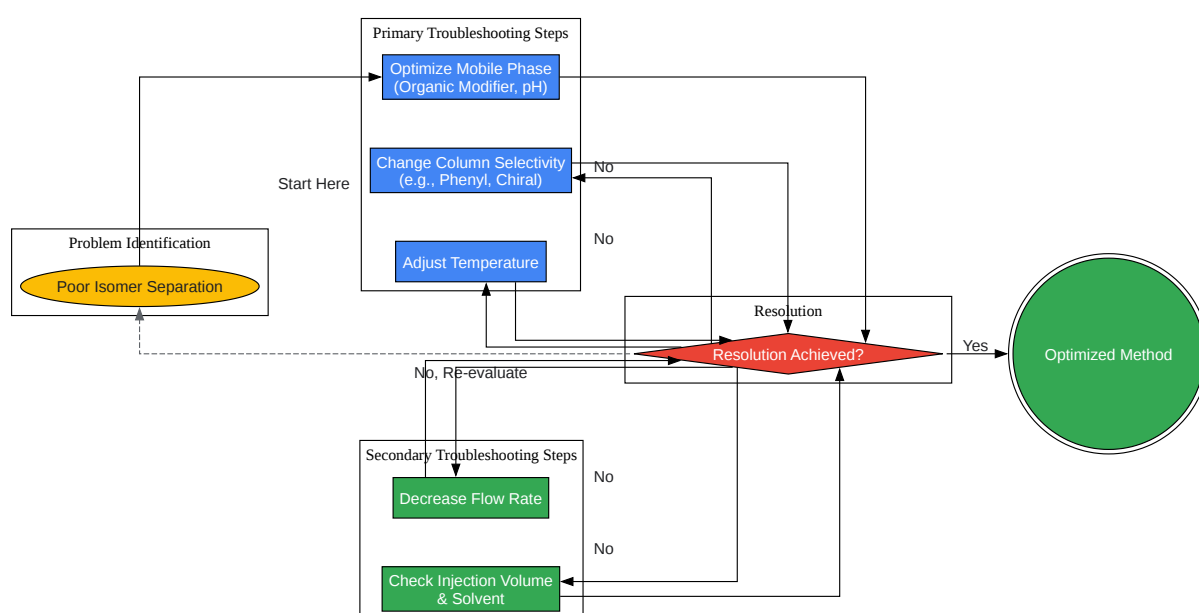 Primary Troubleshooting Steps
Optimize Mobile Phase
(Organic Modifier, pH)
Change Column Selectivity
(e.g., Phenyl, Chiral)
No
Start Here
Adjust Temperature
No
Problem Identification
Poor Isomer Separation
Resolution
Resolution Achieved?
Yes
Optimized Method
No, Re-evaluate
Secondary Troubleshooting Steps
Decrease Flow Rate
No
Check Injection Volume
& Solvent
No